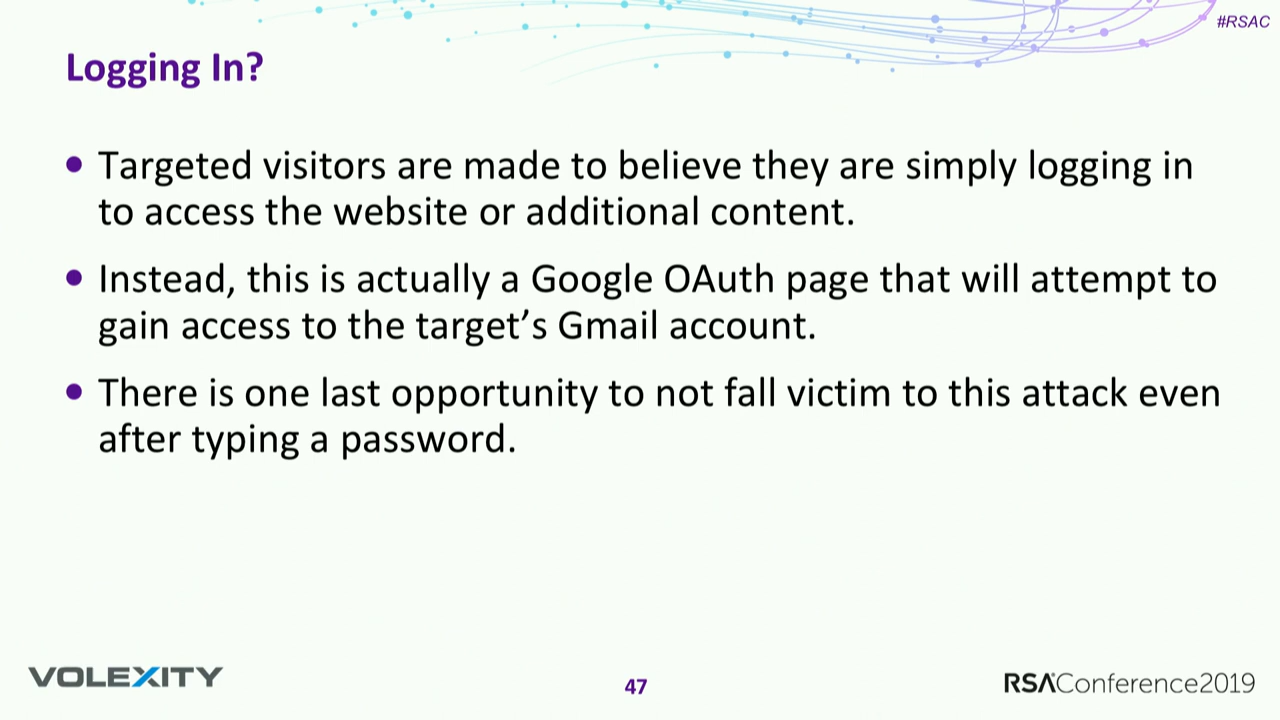 #RSAC
Logging In?
• Targeted visitors are made to believe they are simply logging in
to access the website or additional content.
• Instead, this is actually a Google OAuth page that will attempt to
gain access to the target’s Gmail account.
• There is one last opportunity to not fall victim to this attack even
after typing a password.
VOLEXITY
47
RSAConference2019